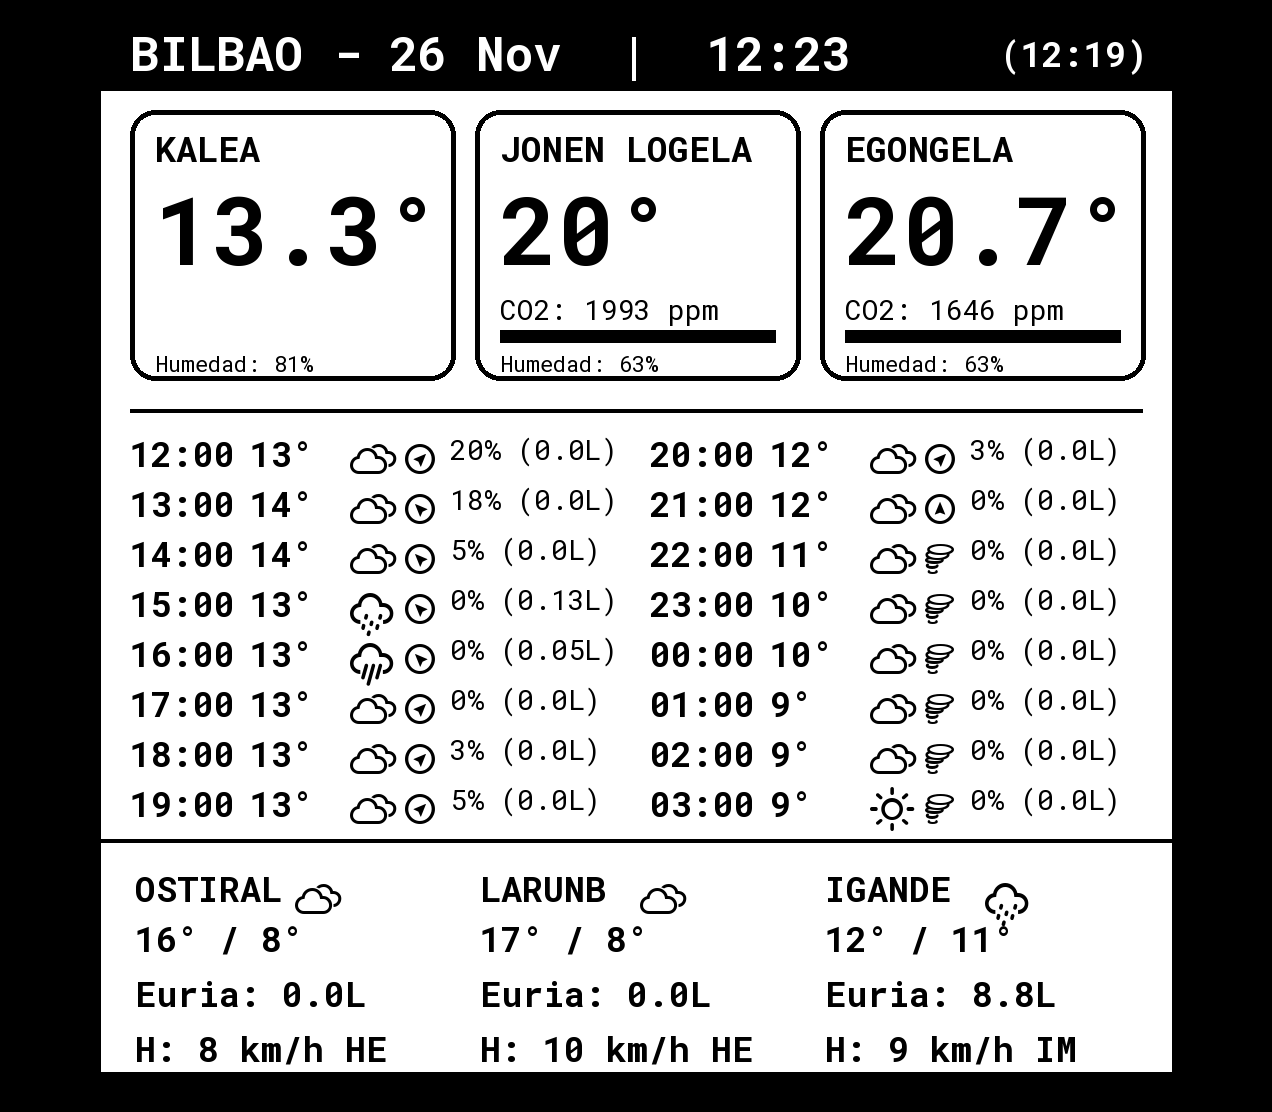 BILBAO - 26 Nov | 12:23 (12:19)
KALEA
13.3°
Humedad: 81%
JONEN LOGELA
20°
CO2: 1993 ppm
Humedad: 63%
EGONGELA
20.7°
CO2: 1646 ppm
Humedad: 63%
12:00 13° 20% (0.0L)
13:00 14° 18% (0.0L)
14:00 14° 5% (0.0L)
15:00 13° 0% (0.13L)
16:00 13° 0% (0.05L)
17:00 13° 0% (0.0L)
18:00 13° 3% (0.0L)
19:00 13° 5% (0.0L)
20:00 12° 3% (0.0L)
21:00 12° 0% (0.0L)
22:00 11° 0% (0.0L)
23:00 10° 0% (0.0L)
00:00 10° 0% (0.0L)
01:00 9° 0% (0.0L)
02:00 9° 0% (0.0L)
03:00 9° 0% (0.0L)
OSTIRAL
16° / 8°
Euria: 0.0L
H: 8 km/h HE
LARUNB
17° / 8°
Euria: 0.0L
H: 10 km/h HE
IGANDE
12° / 11°
Euria: 8.8L
H: 9 km/h IM